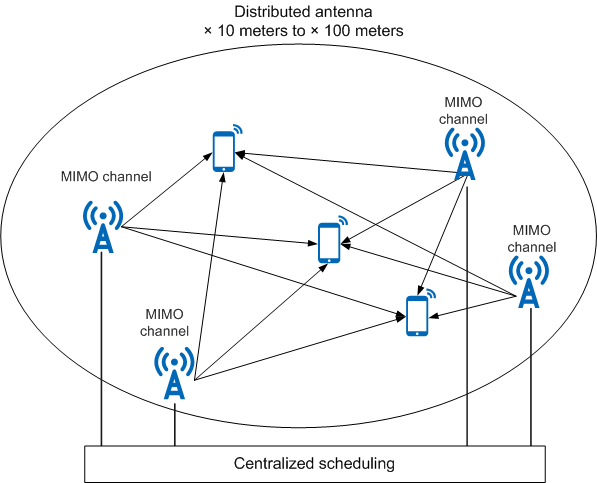 Distributed antenna
× 10 meters to × 100 meters
MIMO
channel
MIMO channel
MIMO
channel
MIMO
channel
Centralized scheduling